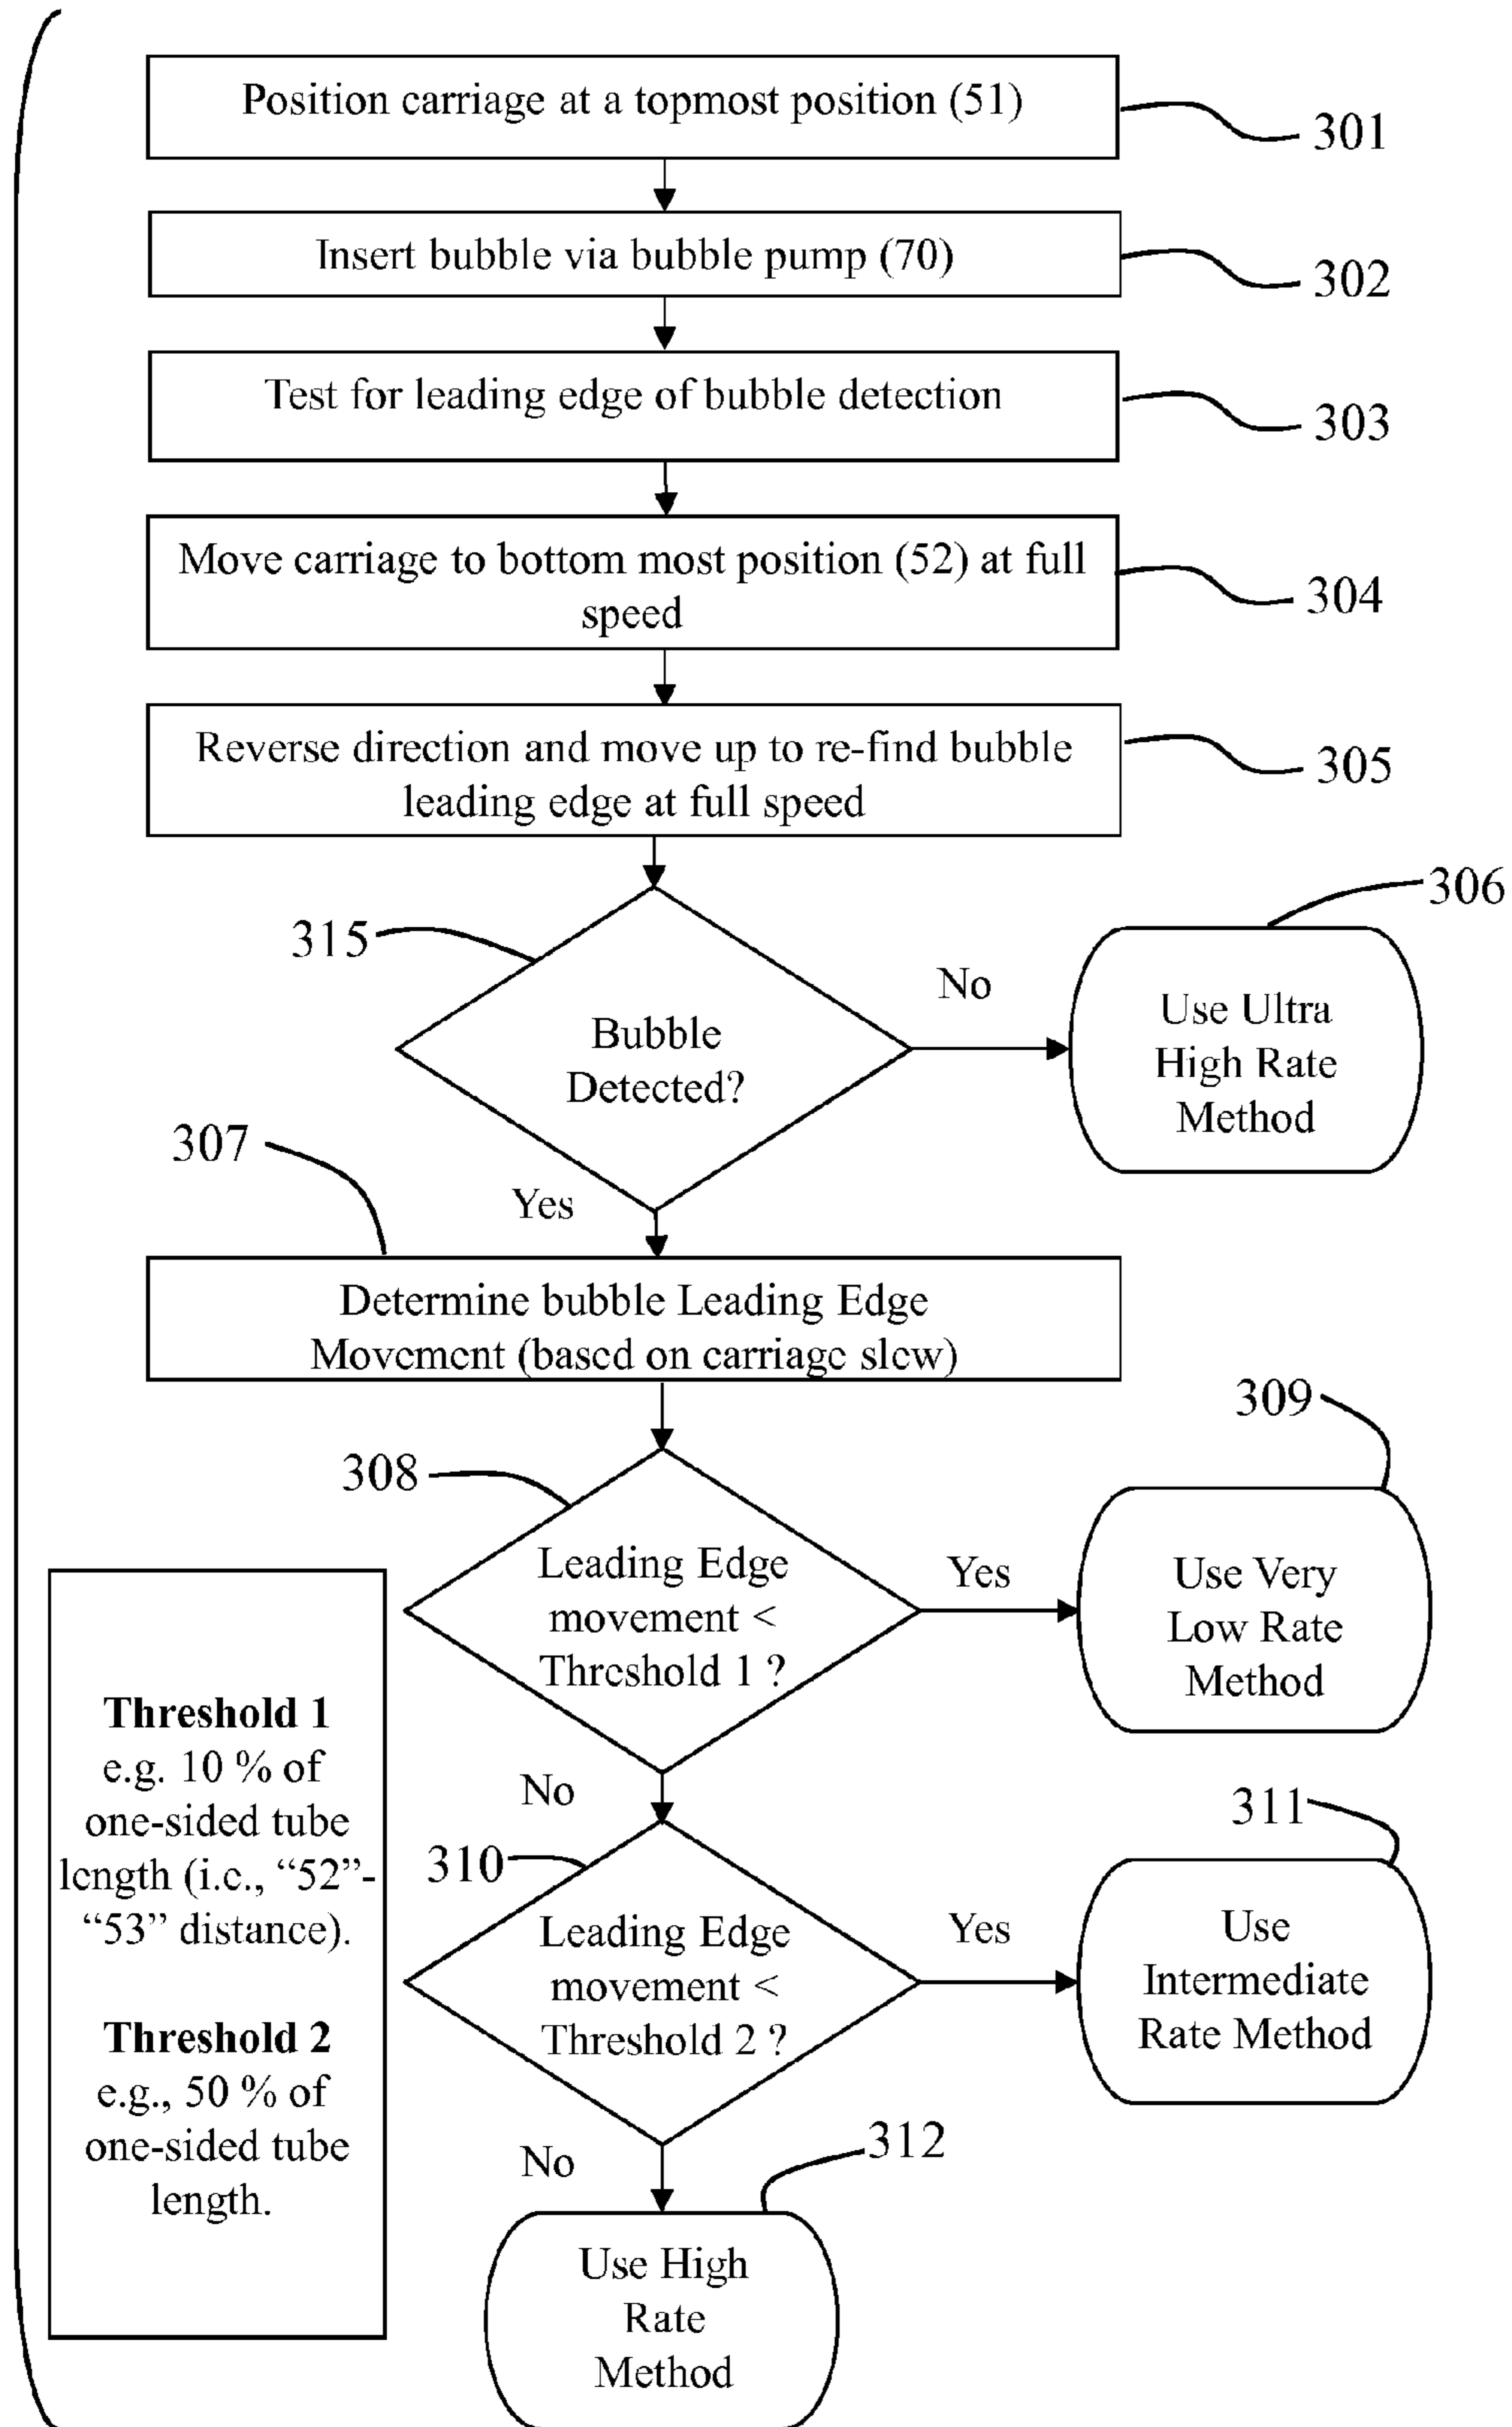 Position carriage at a topmost position (51)
301
Insert bubble via bubble pump (70)
302
Test for leading edge of bubble detection
303
Move carriage to bottom most position (52) at full
speed
304
Reverse direction and move up to re-find bubble
leading edge at full speed
305
306
315
No
Use Ultra
High Rate
Method
Bubble
Detected?
307
Yes
Determine bubble Leading Edge
Movement (based on carriage slew)
309
308
Leading Edge
movement <
Threshold 1 ?
Yes
Use Very
Low Rate
Method
Threshold 1
e.g. 10 % of
one-sided tube
length (i.e., “52”-
“53” distance).
Threshold 2
e.g., 50 % of
one-sided tube
length.
No
311
310
Leading Edge
movement <
Threshold 2 ?
Yes
Use
Intermediate
Rate Method
No
312
Use High
Rate
Method